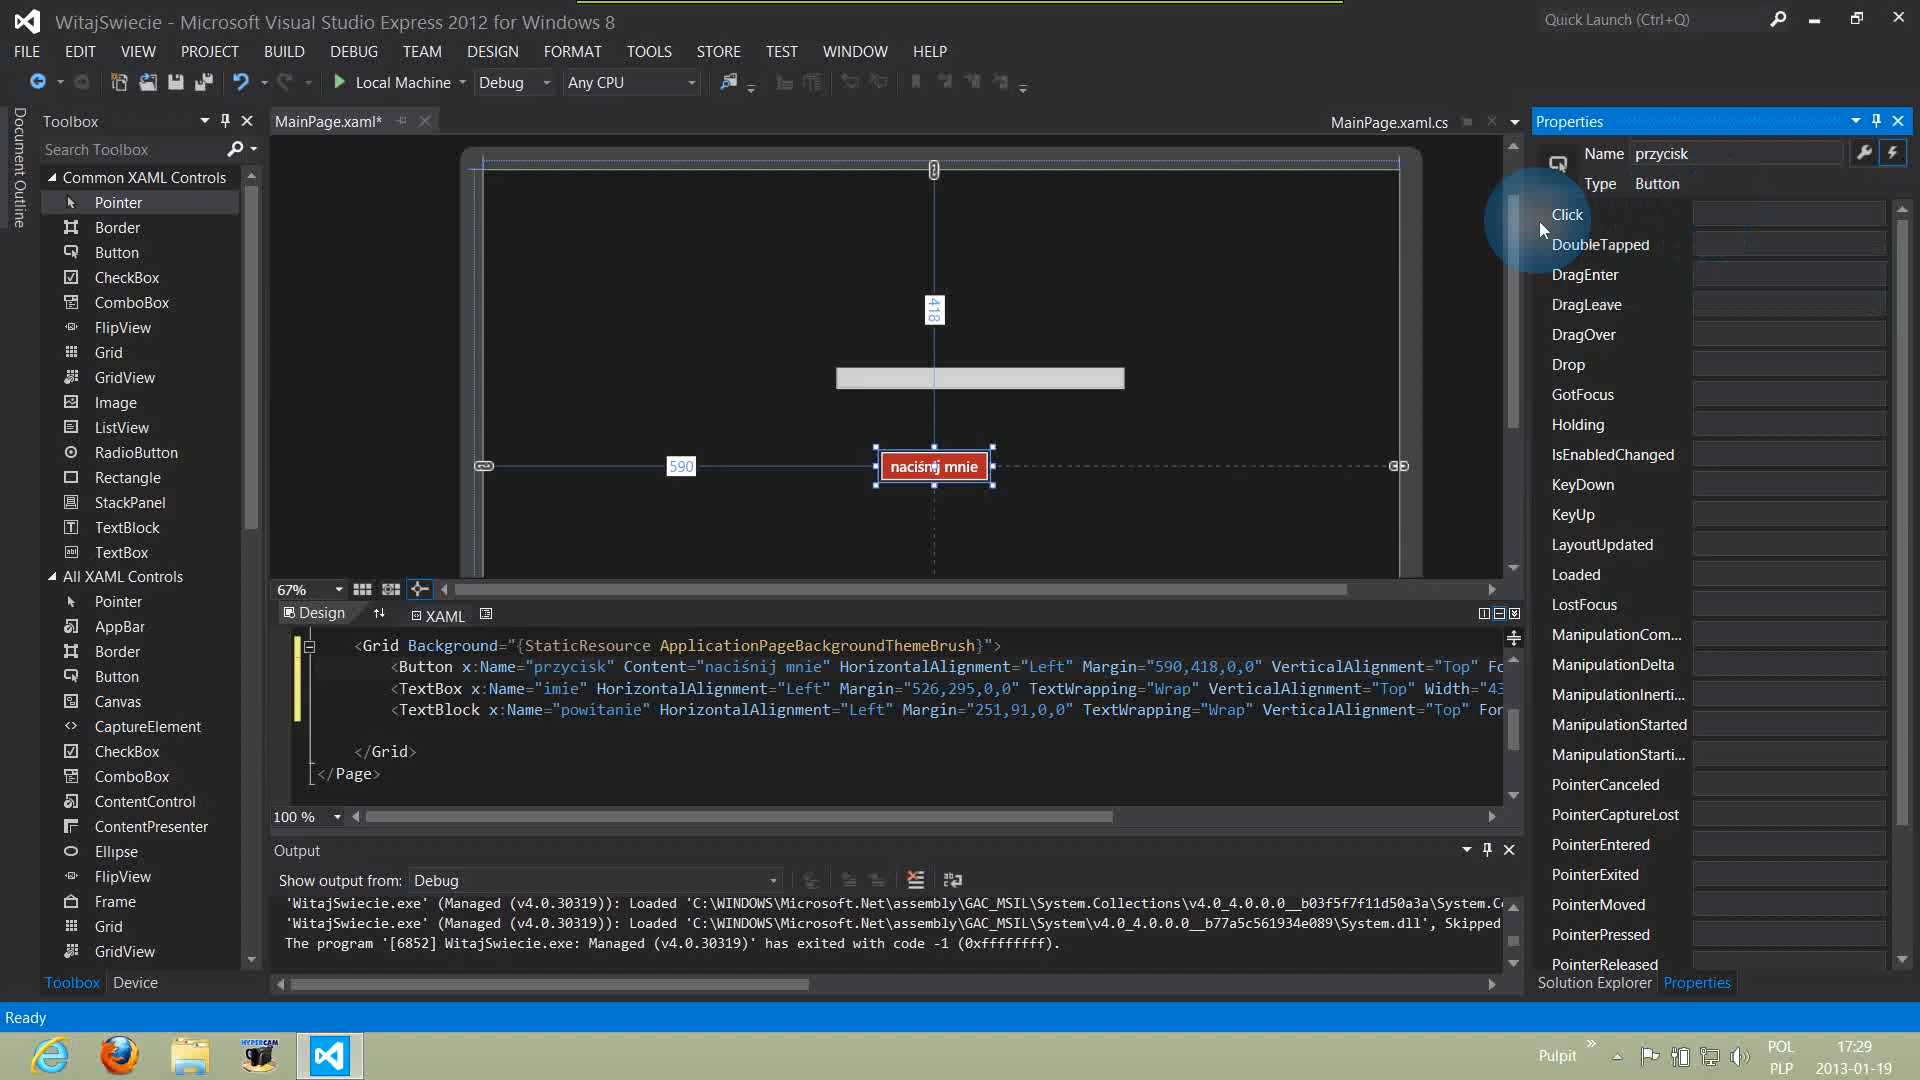 WitajSwiecie - Microsoft Visual Studio Express 2012 for Windows 8
Quick Launch (Ctrl+Q)
FILE EDIT VIEW PROJECT BUILD DEBUG TEAM DESIGN FORMAT TOOLS STORE TEST WINDOW HELP
Local Machine Debug Any CPU
Document Outline
Toolbox
Search Toolbox
Common XAML Controls
Pointer
Border
Button
CheckBox
ComboBox
FlipView
Grid
GridView
Image
ListView
RadioButton
Rectangle
StackPanel
TextBlock
TextBox
All XAML Controls
Pointer
AppBar
Border
Button
Canvas
CaptureElement
CheckBox
ComboBox
ContentControl
ContentPresenter
Ellipse
FlipView
Frame
Grid
GridView
Toolbox Device
MainPage.xaml*
MainPage.xaml.cs
418
590
naciśnij mnie
67%
Design XAML
<Grid Background="{StaticResource ApplicationPageBackgroundThemeBrush}">
<Button x:Name="przycisk" Content="naciśnij mnie" HorizontalAlignment="Left" Margin="590,418,0,0" VerticalAlignment="Top" Fo
<TextBox x:Name="imie" HorizontalAlignment="Left" Margin="526,295,0,0" TextWrapping="Wrap" VerticalAlignment="Top" Width="43
<TextBlock x:Name="powitanie" HorizontalAlignment="Left" Margin="251,91,0,0" TextWrapping="Wrap" VerticalAlignment="Top" Fon
</Grid>
</Page>
100 %
Output
Show output from: Debug
'WitajSwiecie.exe' (Managed (v4.0.30319)): Loaded 'C:\WINDOWS\Microsoft.Net\assembly\GAC_MSIL\System.Collections\v4.0_4.0.0.0__b03f5f7f11d50a3a\System.Co
'WitajSwiecie.exe' (Managed (v4.0.30319)): Loaded 'C:\WINDOWS\Microsoft.Net\assembly\GAC_MSIL\System\v4.0_4.0.0.0__b77a5c561934e089\System.dll', Skipped
The program '[6852] WitajSwiecie.exe: Managed (v4.0.30319)' has exited with code -1 (0xffffffff).
Properties
Name przycisk
Type Button
Click
DoubleTapped
DragEnter
DragLeave
DragOver
Drop
GotFocus
Holding
IsEnabledChanged
KeyDown
KeyUp
LayoutUpdated
Loaded
LostFocus
ManipulationCom...
ManipulationDelta
ManipulationInerti...
ManipulationStarted
ManipulationStarti...
PointerCanceled
PointerCaptureLost
PointerEntered
PointerExited
PointerMoved
PointerPressed
PointerReleased
Solution Explorer Properties
Ready
HYPERCAM
Pulpit
POL
PLP
17:29
2013-01-19